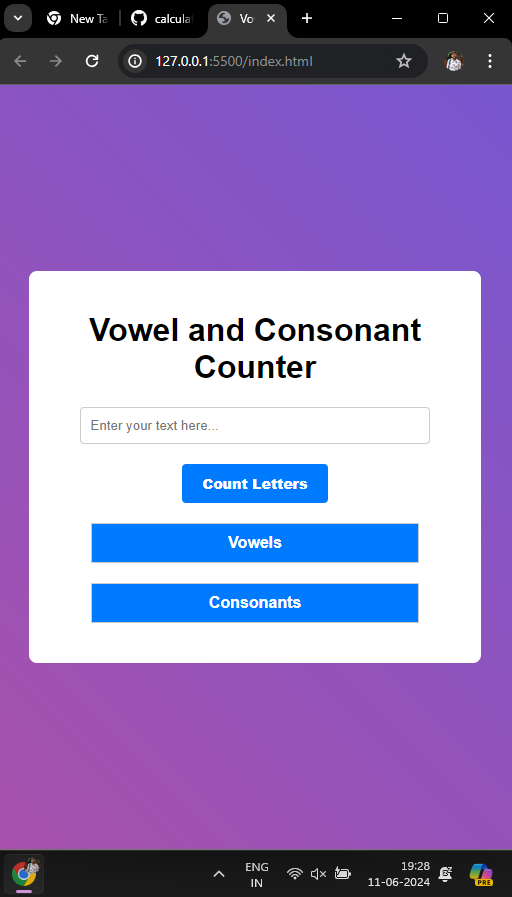 New Ta
calculat
Vo
127.0.0.1:5500/index.html
Vowel and Consonant
Counter
Enter your text here...
Count Letters
Vowels
Consonants
ENG
IN
19:28
11-06-2024
PRE